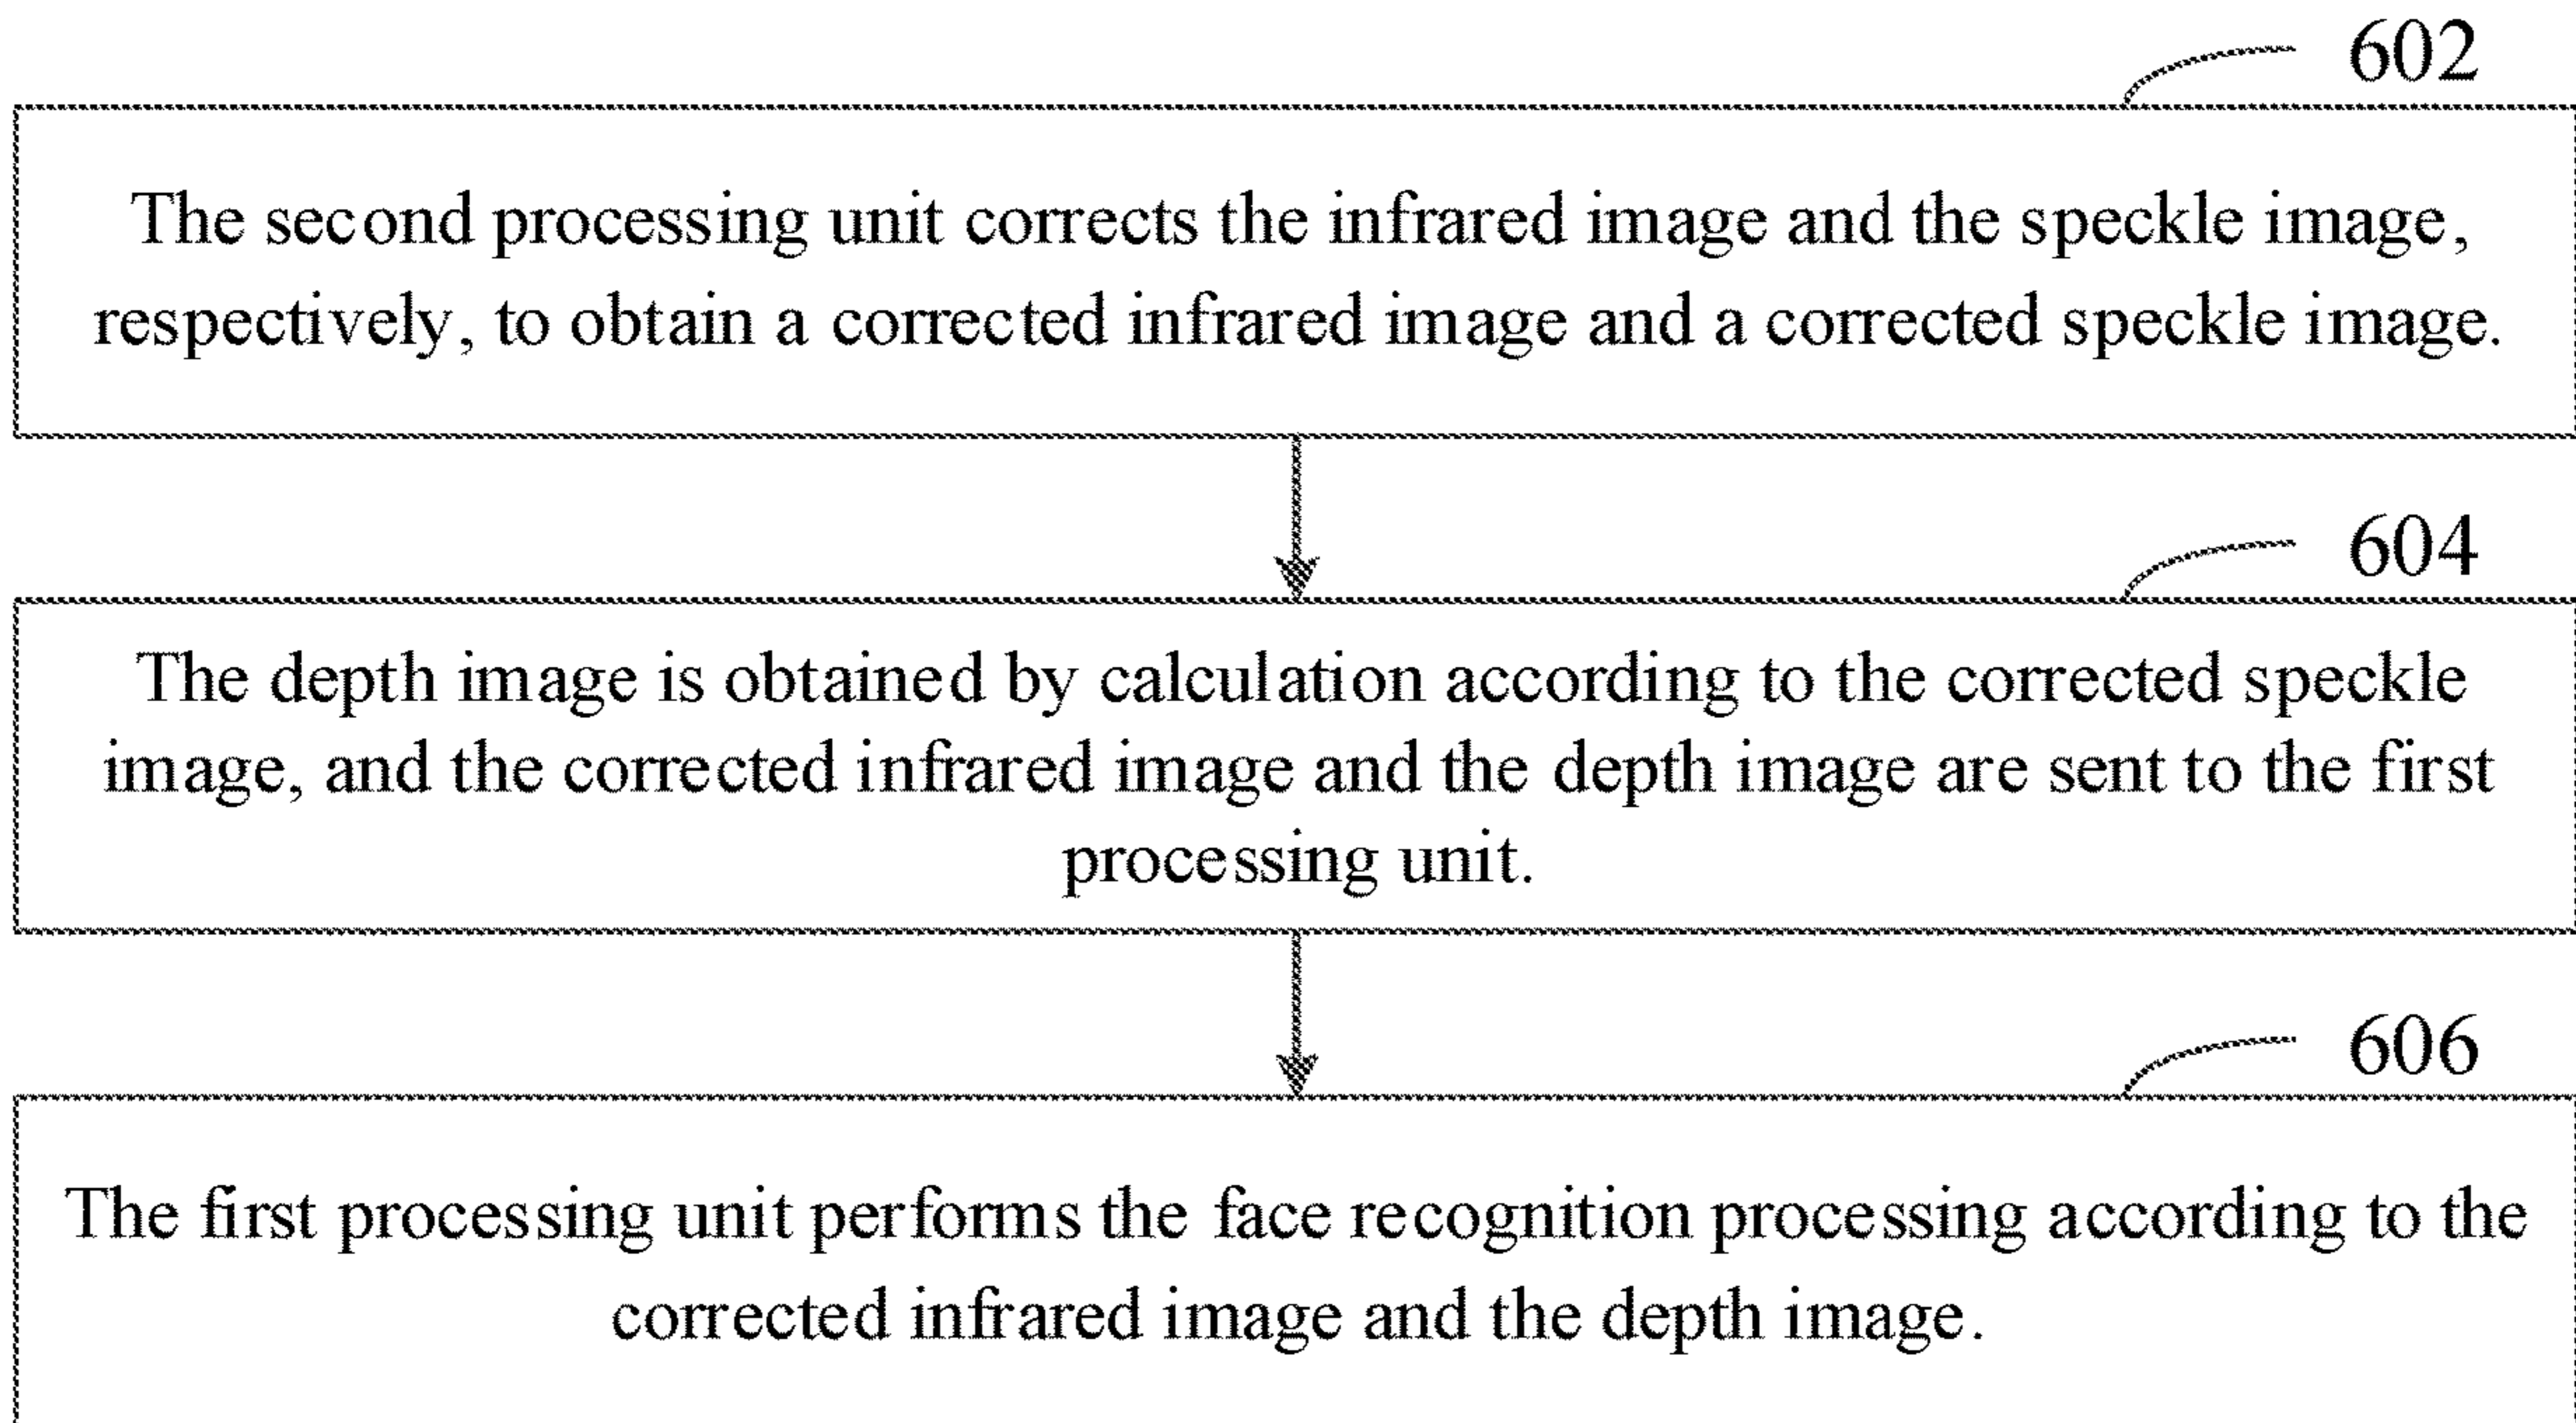 602
The second processing unit corrects the infrared image and the speckle image,
respectively, to obtain a corrected infrared image and a corrected speckle image.
604
The depth image is obtained by calculation according to the corrected speckle
image, and the corrected infrared image and the depth image are sent to the first
processing unit.
606
The first processing unit performs the face recognition processing according to the
corrected infrared image and the depth image.